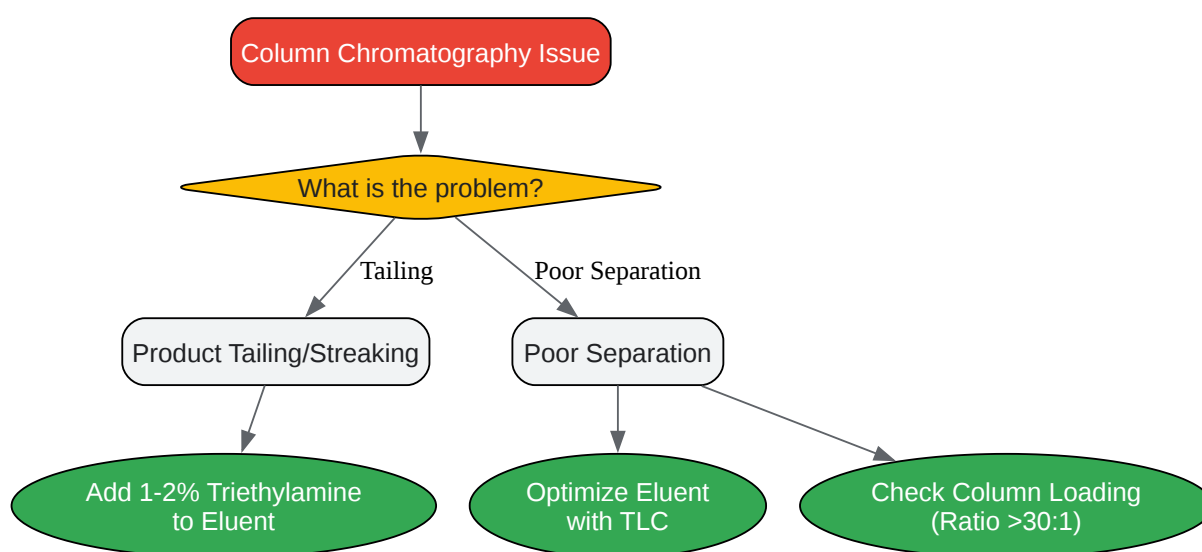 Column Chromatography Issue
What is the problem?
Tailing
Poor Separation
Product Tailing/Streaking
Poor Separation
Add 1-2% Triethylamine
to Eluent
Optimize Eluent
with TLC
Check Column Loading
(Ratio >30:1)